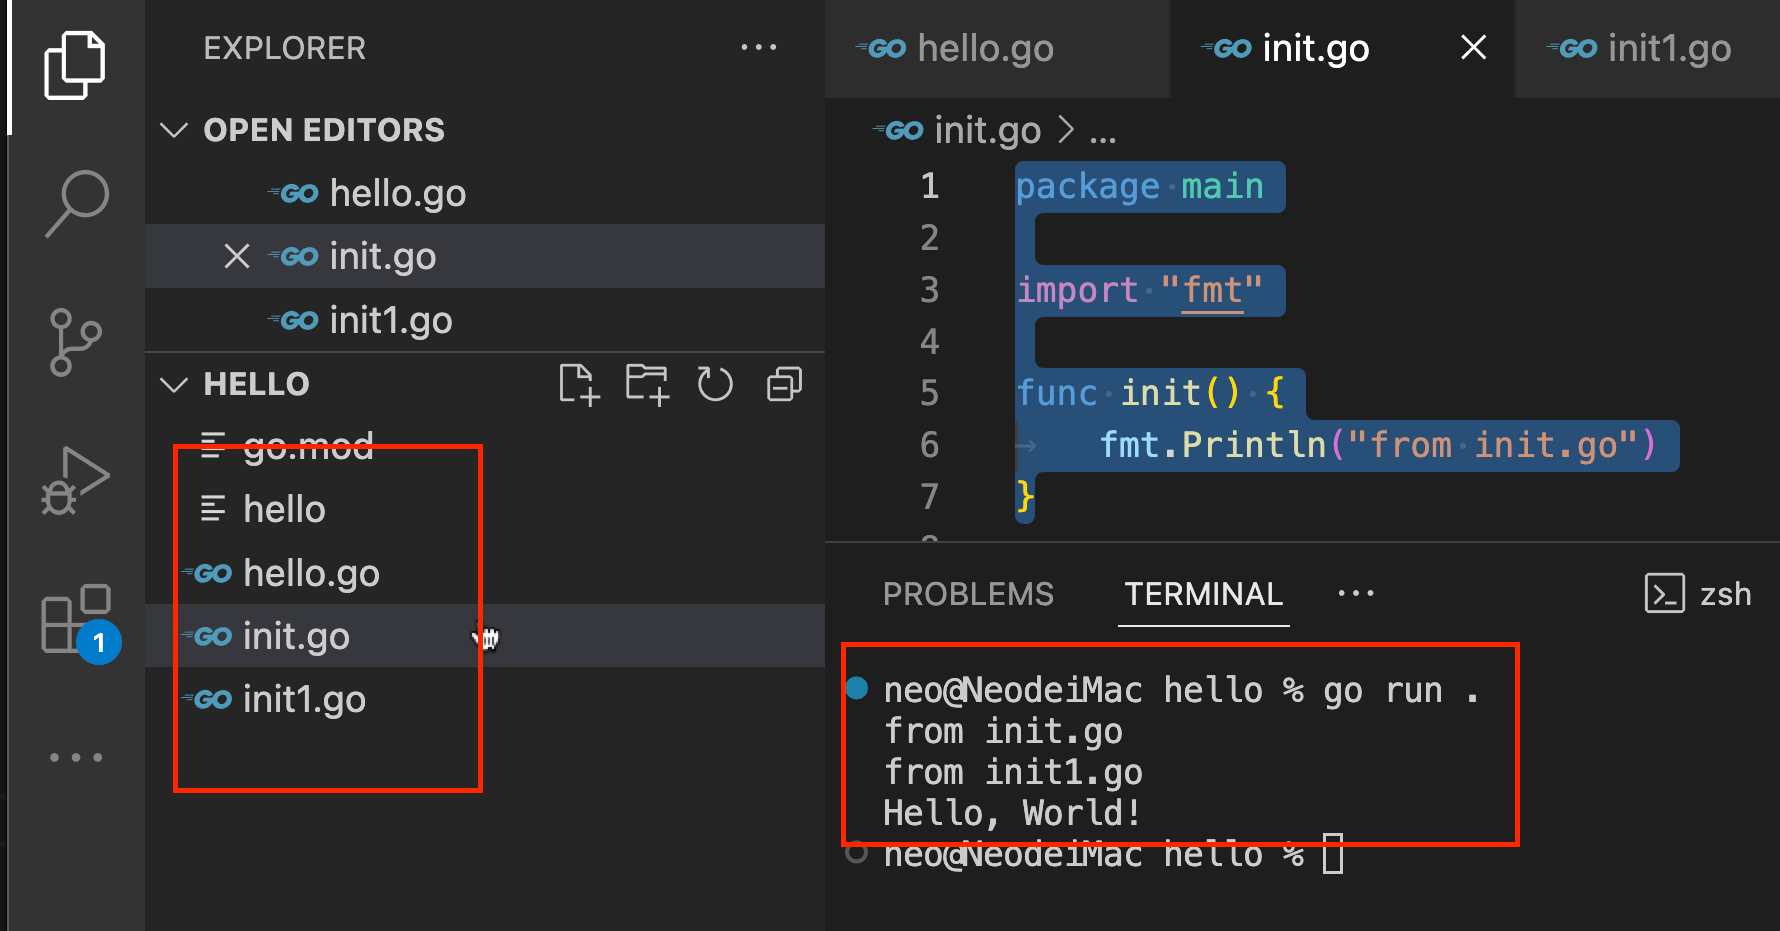 EXPLORER
OPEN EDITORS
GO hello.go
GO init.go
GO init1.go
HELLO
go.mod
hello
GO hello.go
GO init.go
GO init1.go
1
GO hello.go
GO init.go
GO init1.go
GO init.go > ...
1 package main
2
3 import "fmt"
4
5 func init() {
6 fmt.Println("from init.go")
7 }
PROBLEMS TERMINAL ... zsh
neo@NeodeiMac hello % go run .
from init.go
from init1.go
Hello, World!
neo@NeodeiMac hello %